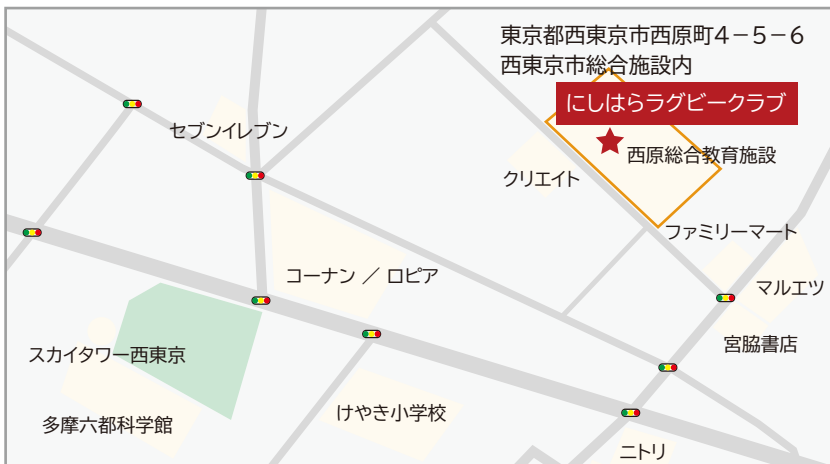 東京都西東京市西原町4－5－6
西東京市総合施設内
にしはらラグビークラブ
セブンイレブン
西原総合教育施設
クリエイト
ファミリーマート
コーナン ／ ロピア
マルエツ
宮脇書店
スカイタワー西東京
けやき小学校
多摩六都科学館
ニトリ